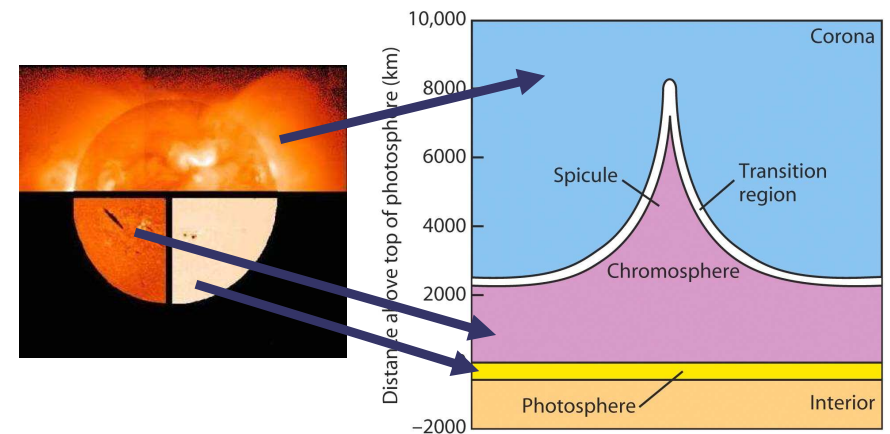 10,000
Corona
8000
6000
Spicule
Transition
region
4000
Chromosphere
2000
Distance above top of photosphere (km)
Photosphere
Interior
−2000